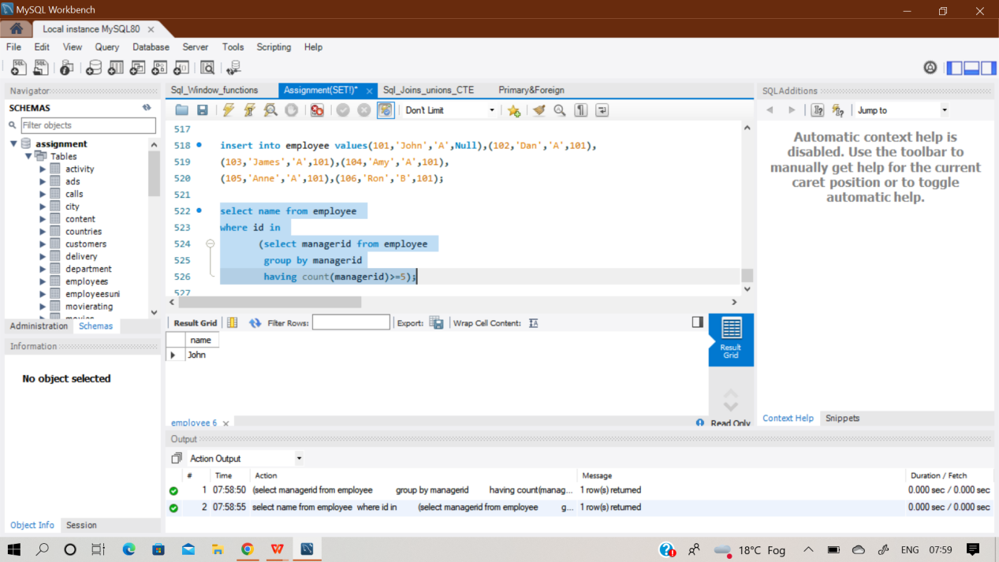 MySQL Workbench
Local instance MySQL80
File Edit View Query Database Server Tools Scripting Help
Navigator
SCHEMAS
Filter objects
assignment
Tables
activity
ads
calls
city
content
countries
customers
delivery
department
employees
employeesuni
movierating
Administration Schemas
Information
No object selected
Object Info Session
Sql_Window_functions Assignment(SET!)* Sql_Joins_unions_CTE Primary&Foreign
Don't Limit
517
518 insert into employee values(101,'John','A',Null),(102,'Dan','A',101),
519 (103,'James','A',101),(104,'Amy','A',101),
520 (105,'Anne','A',101),(106,'Ron','B',101);
521
522 select name from employee
523 where id in
524 (select managerid from employee
525 group by managerid
526 having count(managerid)>=5);
527
Result Grid Filter Rows: Export: Wrap Cell Content:
name
John
Result
Grid
employee 6
Read Only
Output
Action Output
# Time Action Message Duration / Fetch
1 07:58:50 (select managerid from employee group by managerid having count(manag... 1 row(s) returned 0.000 sec / 0.000 sec
2 07:58:55 select name from employee where id in (select managerid from employee g... 1 row(s) returned 0.000 sec / 0.000 sec
SQLAdditions
Jump to
Automatic context help is
disabled. Use the toolbar to
manually get help for the current
caret position or to toggle
automatic help.
Context Help Snippets
18°C Fog ENG 07:59